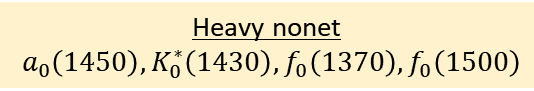 Heavy nonet
a₀(1450), K₀*(1430), f₀(1370), f₀(1500)